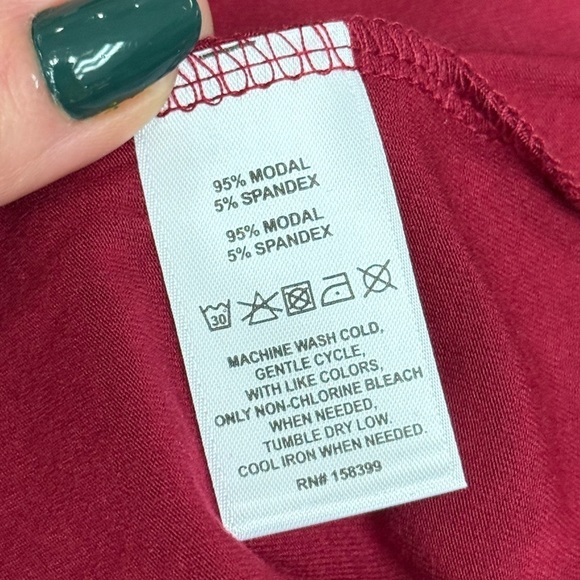 95% MODAL
5% SPANDEX
95% MODAL
5% SPANDEX
30
MACHINE WASH COLD,
GENTLE CYCLE,
WITH LIKE COLORS,
ONLY NON-CHLORINE BLEACH
WHEN NEEDED,
TUMBLE DRY LOW.
COOL IRON WHEN NEEDED.
RN# 158399